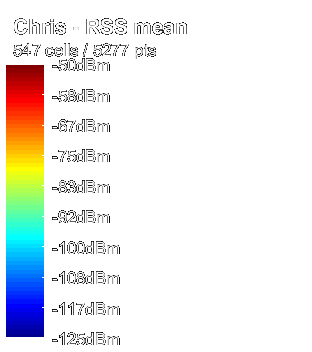 Chris - RSS mean
547 cells / 5277 pts
-50dBm
-58dBm
-67dBm
-75dBm
-83dBm
-92dBm
-100dBm
-108dBm
-117dBm
-125dBm